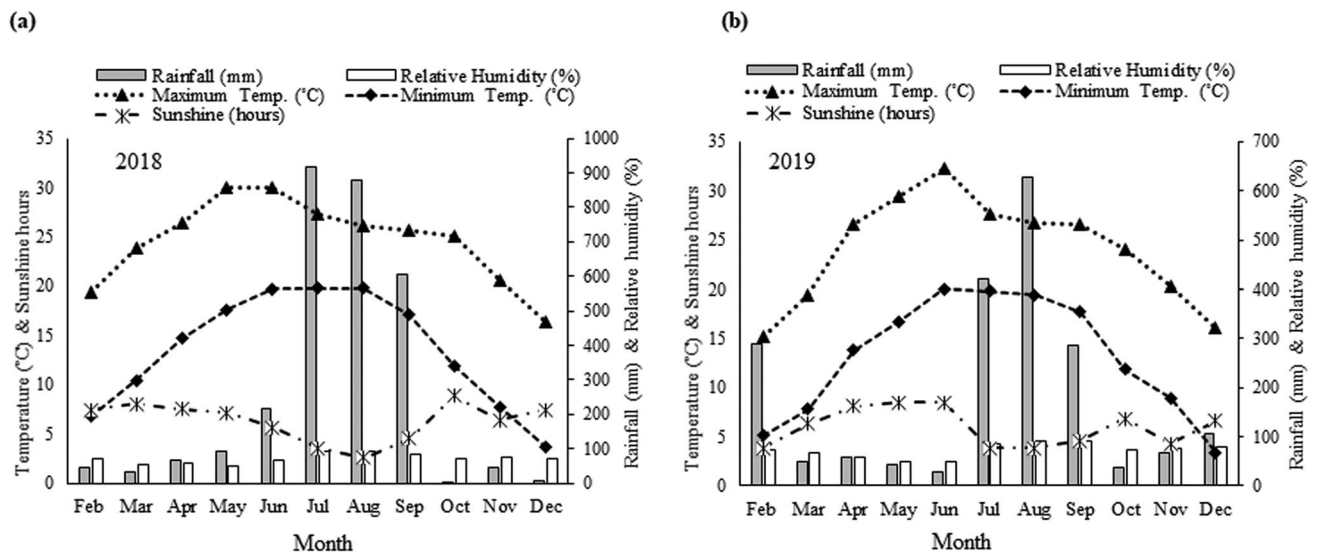 (a)
Rainfall (mm) Relative Humidity (%)
Maximum Temp. (°C) Minimum Temp. (°C)
Sunshine (hours)
2018
Temperature (°C) & Sunshine hours
35
30
25
20
15
10
5
0
1000
900
800
700
600
500
400
300
200
100
0
Rainfall (mm) & Relative humidity (%)
Feb Mar Apr May Jun Jul Aug Sep Oct Nov Dec
Month
(b)
Rainfall (mm) Relative Humidity (%)
Maximum Temp. (°C) Minimum Temp. (°C)
Sunshine (hours)
2019
Temperature (°C) & Sunshine hours
35
30
25
20
15
10
5
0
700
600
500
400
300
200
100
0
Rainfall (mm) & Relative humidity (%)
Feb Mar Apr May Jun Jul Aug Sep Oct Nov Dec
Month